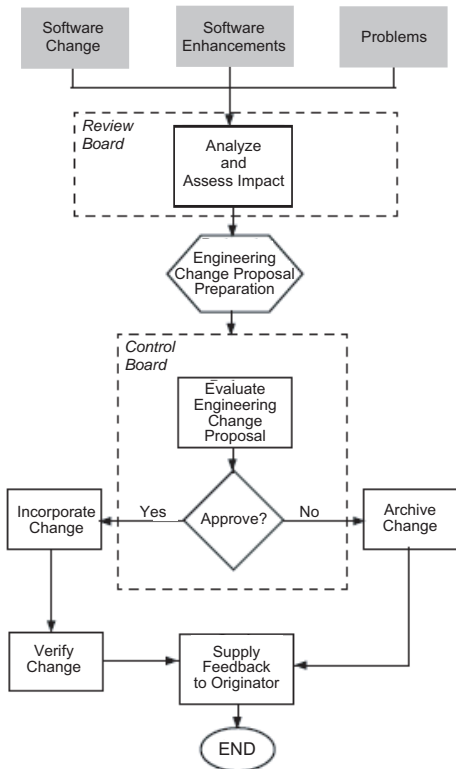 Software
Change
Software
Enhancements
Problems
Review
Board
Analyze
and
Assess Impact
Engineering
Change Proposal
Preparation
Control
Board
Evaluate
Engineering
Change
Proposal
Incorporate
Change
Yes
Approve?
No
Archive
Change
Verify
Change
Supply
Feedback
to Originator
END